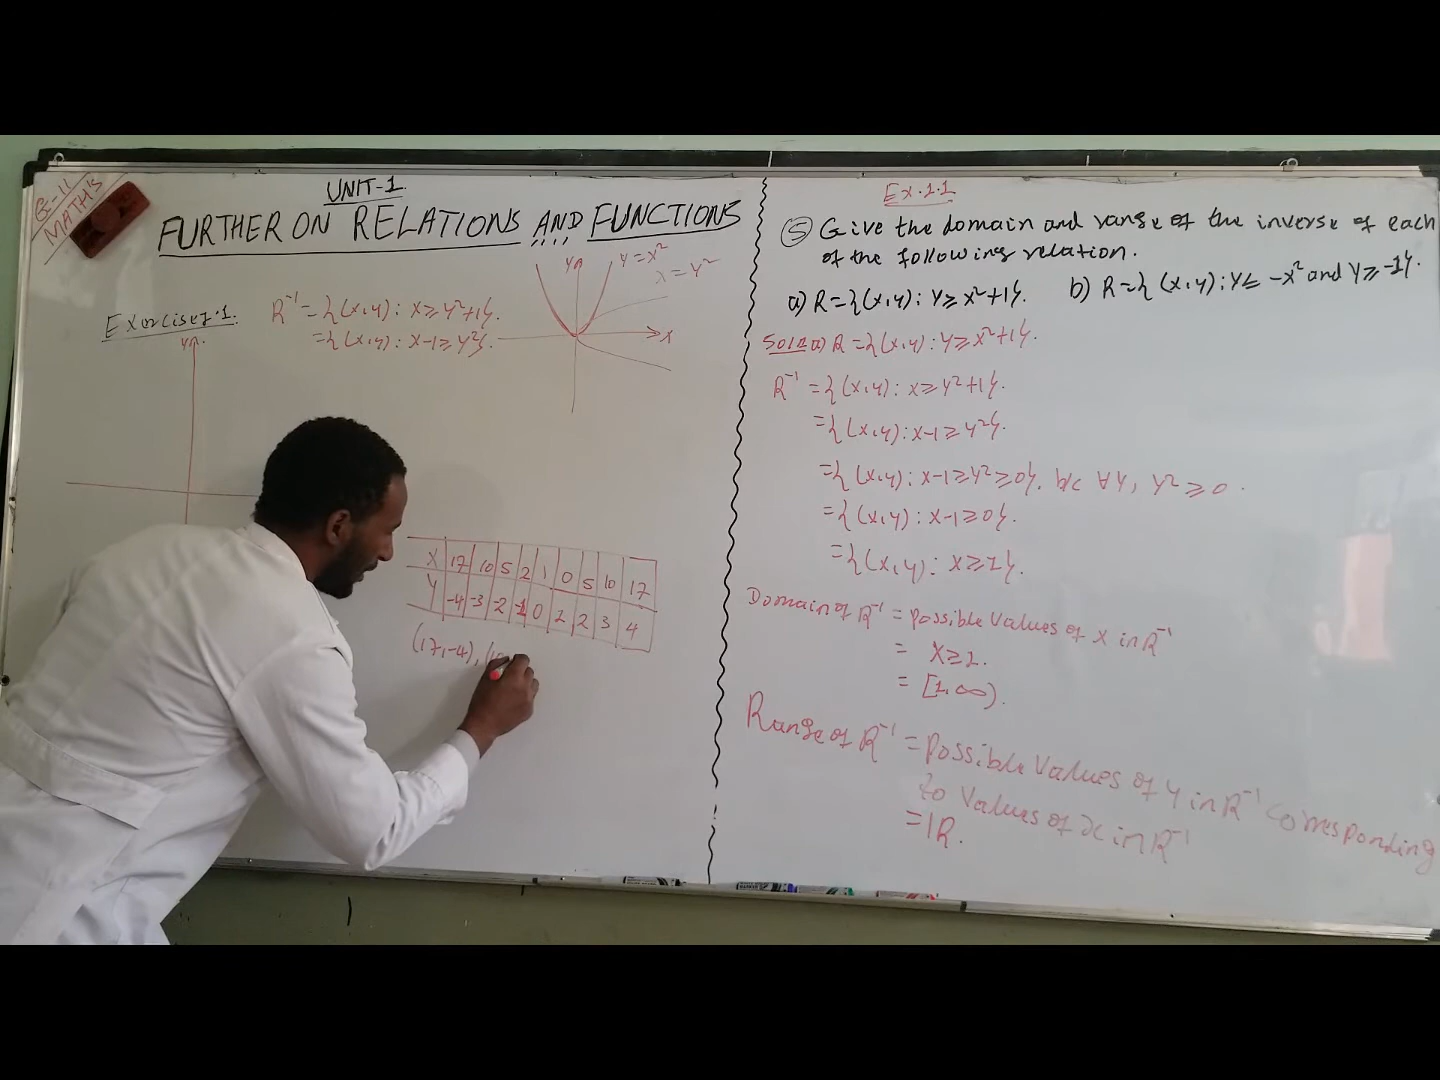 G-11
MATH'S
UNIT-1.
FURTHER ON RELATIONS AND FUNCTIONS
Exercise 1.1.
R⁻¹ = {(x,y): x ≥ y²+1}.
= {(x,y): x-1 ≥ y²}.
y
y = x²
x = y²
x
y
X 17 10 5 2 1 0 5 10 17
Y -4 -3 -2 -1 0 1 2 3 4
(17,-4), (10
Ex.1.1
5 Give the domain and range of the inverse of each
of the following relation.
a) R = {(x,y): y ≥ x²+1}. b) R = {(x,y): y ≤ -x² and y ≥ -1}.
Soln a) R = {(x,y): y ≥ x²+1}.
R⁻¹ = {(x,y): x ≥ y²+1}.
= {(x,y): x-1 ≥ y²}.
= {(x,y): x-1 ≥ y² ≥ 0}. b/c ∀y, y² ≥ 0.
= {(x,y): x-1 ≥ 0}.
= {(x,y): x ≥ 1}.
Domain of R⁻¹ = possible values of x in R⁻¹
= x ≥ 1.
= [1,∞).
Range of R⁻¹ = possible values of y in R⁻¹ corresponding
to values of x in R⁻¹
= IR.